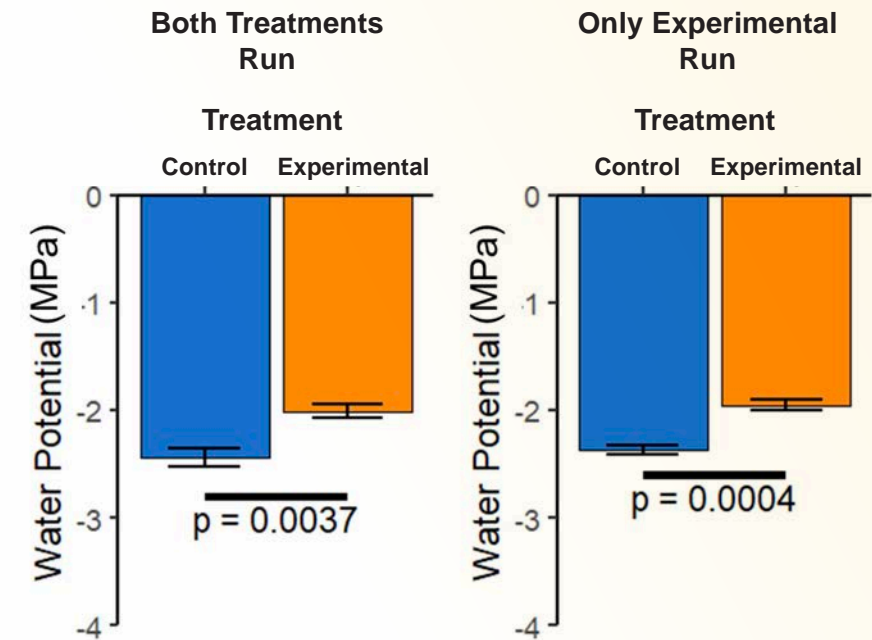 Both Treatments
Run
Treatment
Control Experimental
Water Potential (MPa)
0
-1
-2
-3
-4
p = 0.0037
Only Experimental
Run
Treatment
Control Experimental
Water Potential (MPa)
0
-1
-2
-3
-4
p = 0.0004